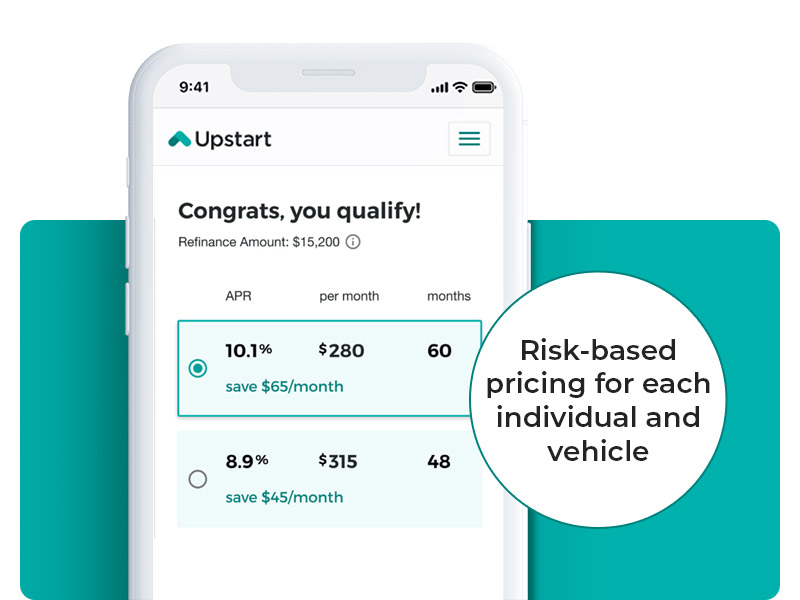 9:41
Upstart
Congrats, you qualify!
Refinance Amount: $15,200
APR per month months
10.1% $280 60
save $65/month
8.9% $315 48
save $45/month
Risk-based
pricing for each
individual and
vehicle